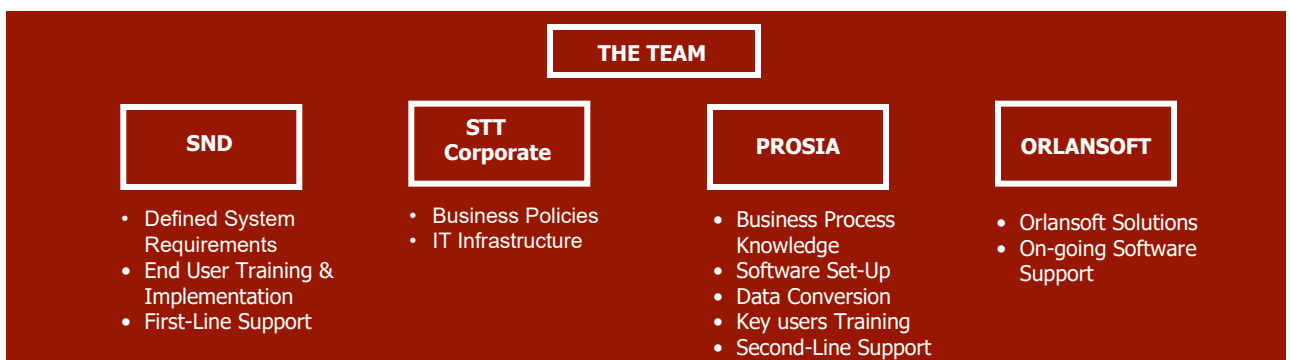 THE TEAM
SND
• Defined System
Requirements
• End User Training &
Implementation
• First-Line Support
STT
Corporate
• Business Policies
• IT Infrastructure
PROSIA
• Business Process
Knowledge
• Software Set-Up
• Data Conversion
• Key users Training
• Second-Line Support
ORLANSOFT
• Orlansoft Solutions
• On-going Software
Support